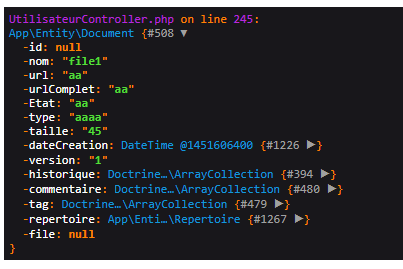 UtilisateurController.php on line 245:
App\Entity\Document {#508 ▼
-id: null
-nom: "file1"
-url: "aa"
-urlComplet: "aa"
-Etat: "aa"
-type: "aaaa"
-taille: "45"
-dateCreation: DateTime @1451606400 {#1226 ▶}
-version: "1"
-historique: Doctrine…\ArrayCollection {#394 ▶}
-commentaire: Doctrine…\ArrayCollection {#480 ▶}
-tag: Doctrine…\ArrayCollection {#479 ▶}
-repertoire: App\Enti…\Repertoire {#1267 ▶}
-file: null
}